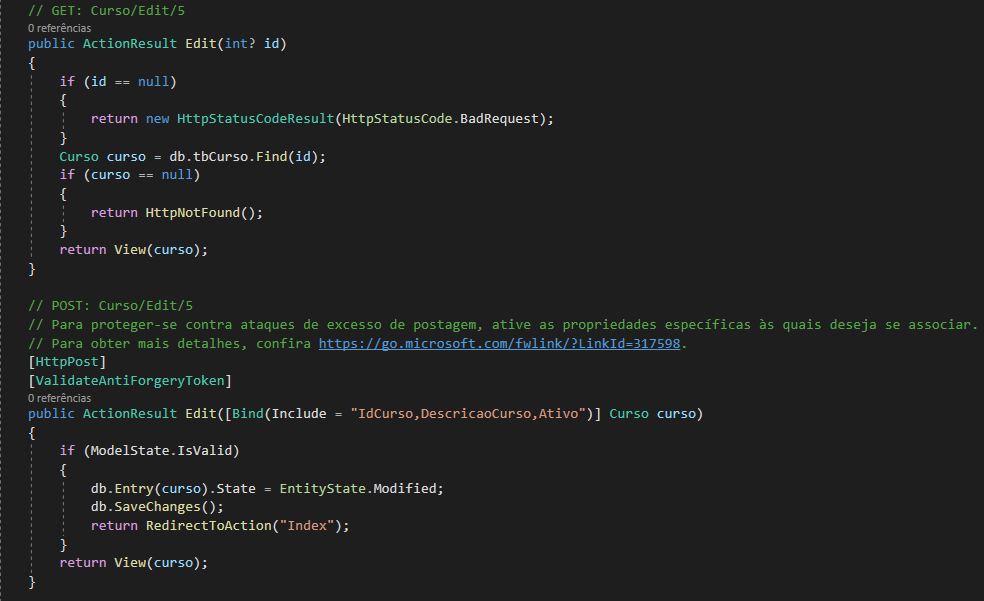 // GET: Curso/Edit/5
0 referências
public ActionResult Edit(int? id)
{
if (id == null)
{
return new HttpStatusCodeResult(HttpStatusCode.BadRequest);
}
Curso curso = db.tbCurso.Find(id);
if (curso == null)
{
return HttpNotFound();
}
return View(curso);
}
// POST: Curso/Edit/5
// Para proteger-se contra ataques de excesso de postagem, ative as propriedades específicas às quais deseja se associar.
// Para obter mais detalhes, confira https://go.microsoft.com/fwlink/?LinkId=317598.
[HttpPost]
[ValidateAntiForgeryToken]
0 referências
public ActionResult Edit([Bind(Include = "IdCurso,DescricaoCurso,Ativo")] Curso curso)
{
if (ModelState.IsValid)
{
db.Entry(curso).State = EntityState.Modified;
db.SaveChanges();
return RedirectToAction("Index");
}
return View(curso);
}